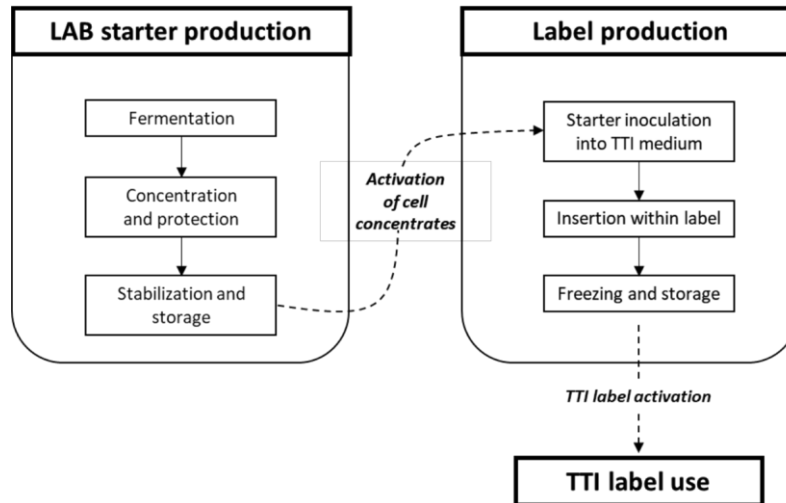 LAB starter production
Fermentation
Concentration
and protection
Stabilization and
storage
Activation
of cell
concentrates
Label production
Starter inoculation
into TTI medium
Insertion within label
Freezing and storage
TTI label activation
TTI label use